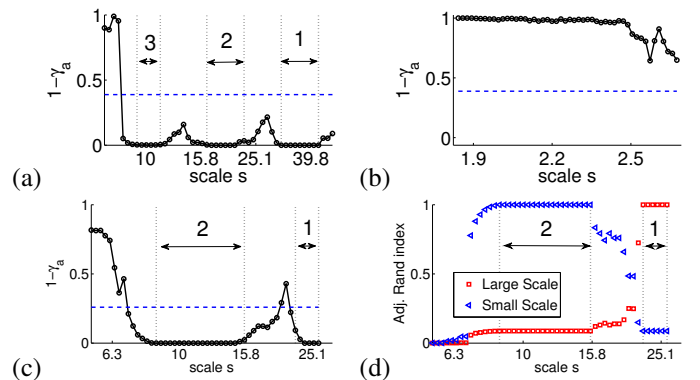 1
3
2
1
1−γₐ
0.5
0
10
15.8
25.1
39.8
scale s
(a)
1
1−γₐ
0.5
0
1.9
2.2
2.5
scale s
(b)
1
2
1
1−γₐ
0.5
0
6.3
10
15.8
25.1
scale s
(c)
1
2
1
Adj. Rand index
0.5
Large Scale
Small Scale
0
6.3
10
15.8
25.1
scale s
(d)